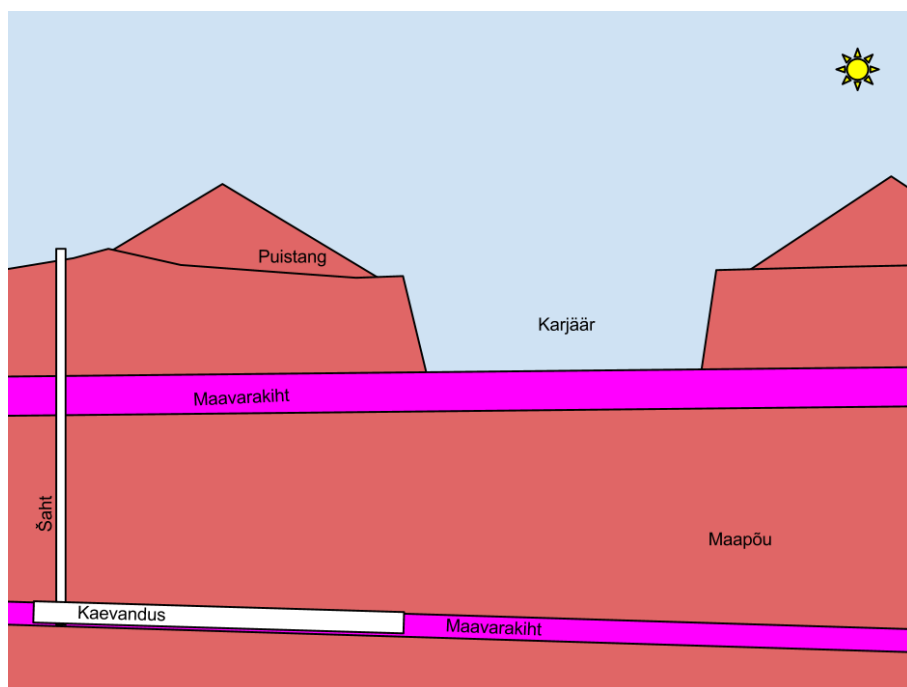 Puistang
Karjäär
Maavarakiht
Šaht
Maapõu
Kaevandus
Maavarakiht